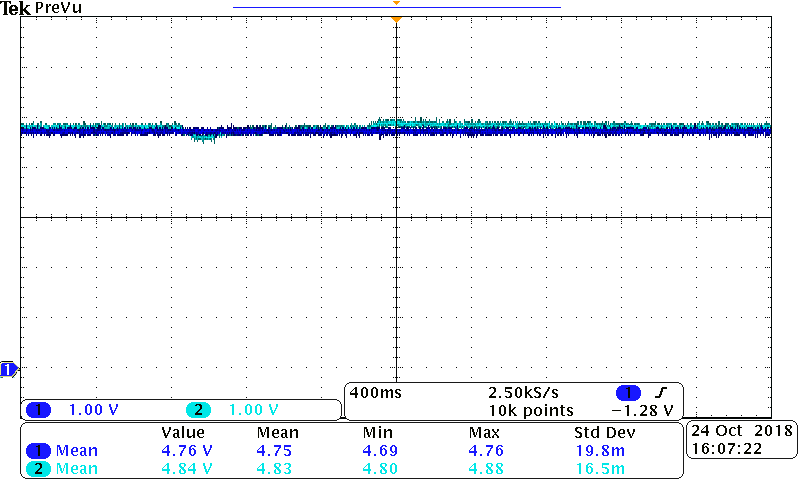 Tek PreVu
1
1 1.00 V 2 1.00 V
400ms 2.50kS/s 1
10k points −1.28 V
Value Mean Min Max Std Dev
1 Mean 4.76 V 4.75 4.69 4.76 19.8m
2 Mean 4.84 V 4.83 4.80 4.88 16.5m
24 Oct 2018
16:07:22